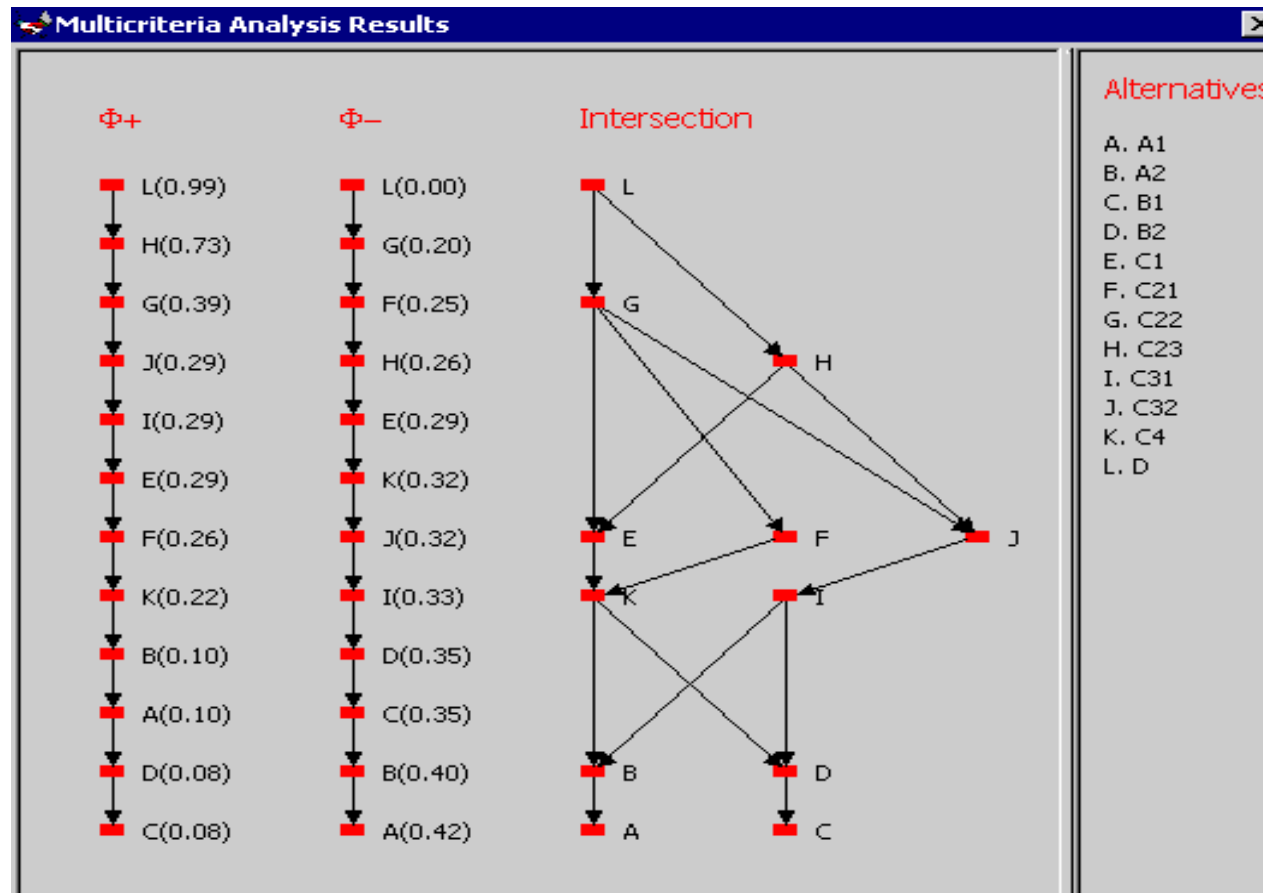 Multicriteria Analysis Results
Φ+
L(0.99)
H(0.73)
G(0.39)
J(0.29)
I(0.29)
E(0.29)
F(0.26)
K(0.22)
B(0.10)
A(0.10)
D(0.08)
C(0.08)
Φ−
L(0.00)
G(0.20)
F(0.25)
H(0.26)
E(0.29)
K(0.32)
J(0.32)
I(0.33)
D(0.35)
C(0.35)
B(0.40)
A(0.42)
Intersection
L
G
H
E
F
J
K
I
B
D
A
C
Alternatives
A. A1
B. A2
C. B1
D. B2
E. C1
F. C21
G. C22
H. C23
I. C31
J. C32
K. C4
L. D